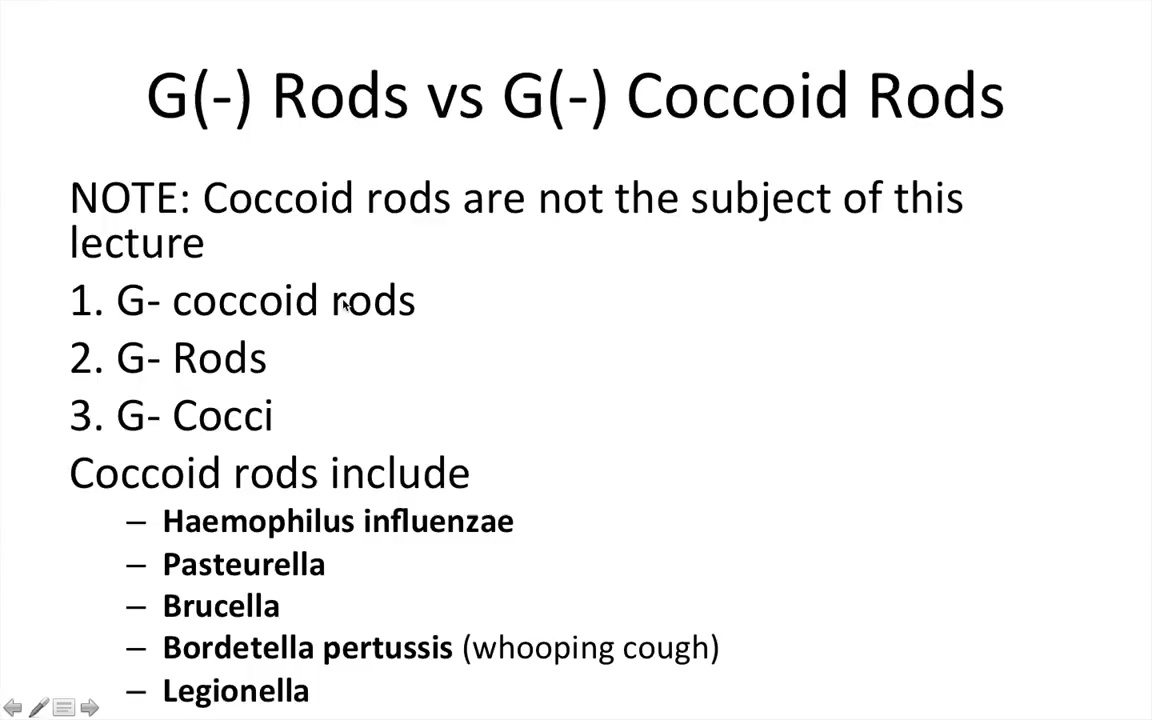 G(-) Rods vs G(-) Coccoid Rods
NOTE: Coccoid rods are not the subject of this
lecture
1. G- coccoid rods
2. G- Rods
3. G- Cocci
Coccoid rods include
– Haemophilus influenzae
– Pasteurella
– Brucella
– Bordetella pertussis (whooping cough)
– Legionella